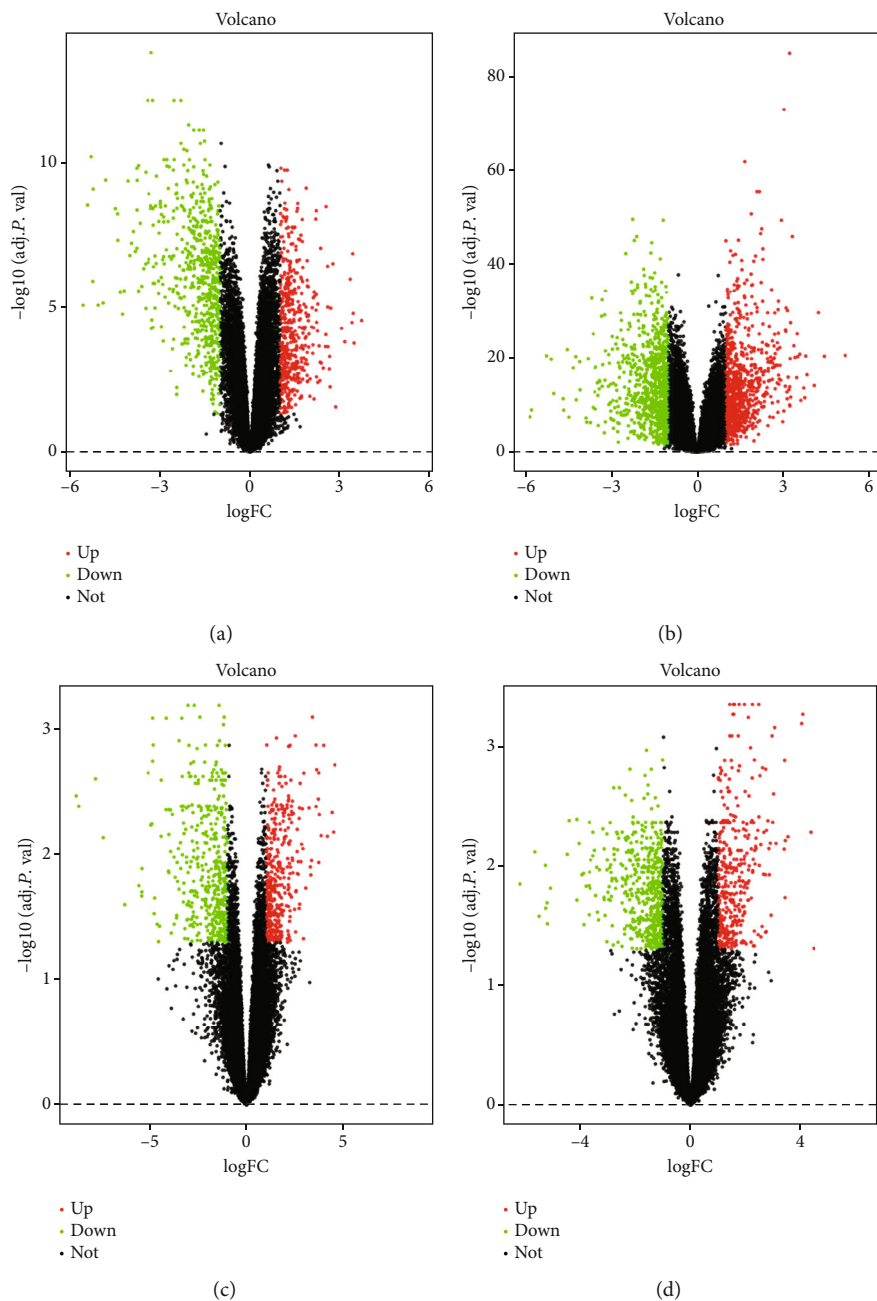 Volcano
10
5
0
−log10 (adj.P. val)
−6
−3
0
3
6
logFC
Up
Down
Not
(a)
Volcano
80
60
40
20
0
−log10 (adj.P. val)
−6
−3
0
3
6
logFC
Up
Down
Not
(b)
Volcano
3
2
1
0
−log10 (adj.P. val)
−5
0
5
logFC
Up
Down
Not
(c)
Volcano
3
2
1
0
−log10 (adj.P. val)
−4
0
4
logFC
Up
Down
Not
(d)